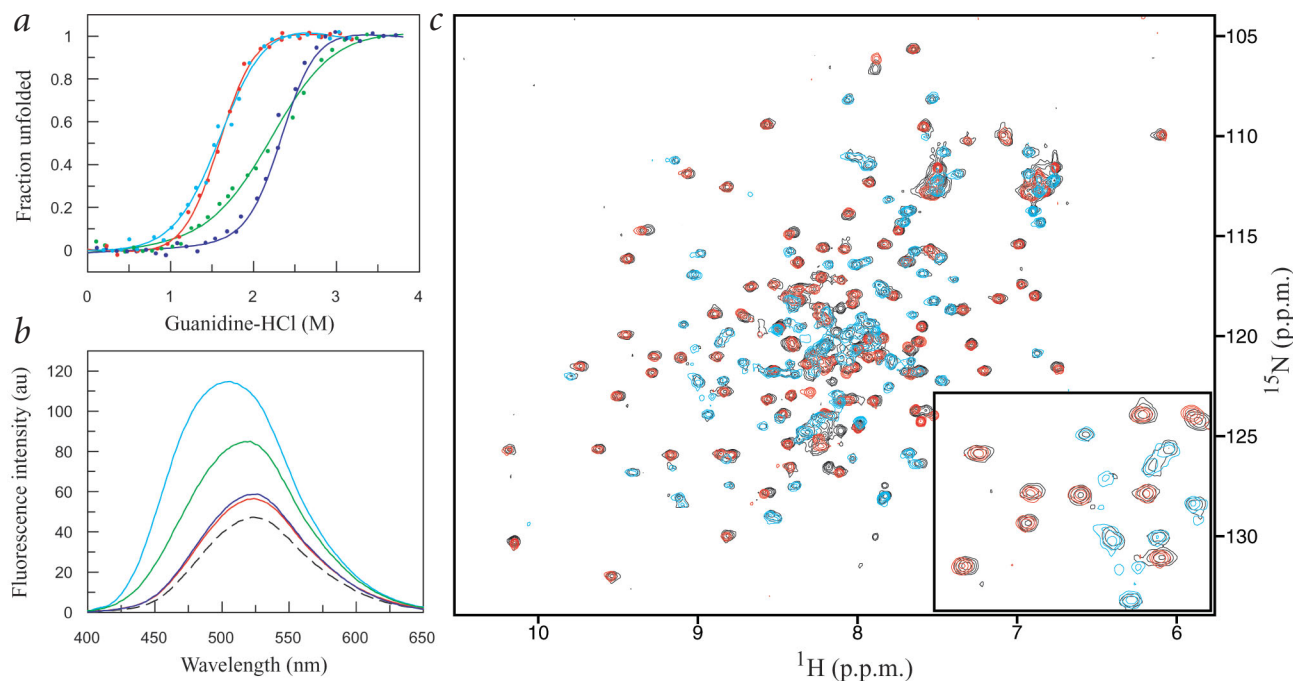 a
Fraction unfolded
1
0.8
0.6
0.4
0.2
0
0 1 2 3 4
Guanidine-HCl (M)
b
Fluorescence intensity (au)
120
100
80
60
40
20
0
400 450 500 550 600 650
Wavelength (nm)
c
105
110
115
120
125
130
15N (p.p.m.)
10 9 8 7 6
1H (p.p.m.)